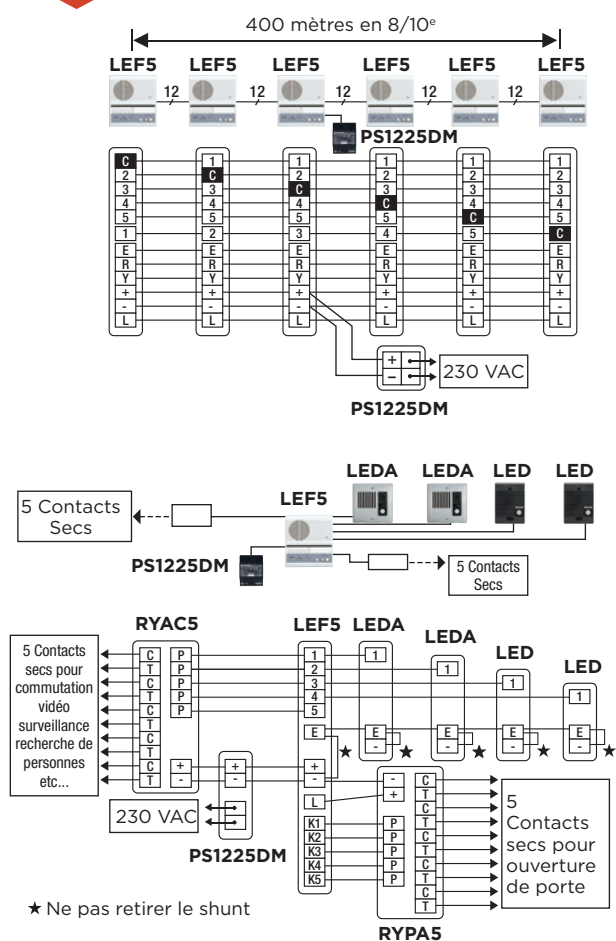 400 mètres en 8/10e
LEF5 LEF5 LEF5 LEF5 LEF5 LEF5
12 12 12 12 12
PS1225DM
C 1 1 1 1 1
2 C 2 2 2 2
3 3 C 3 3 3
4 4 4 C 4 4
5 5 5 5 C 5
1 2 3 4 5 C
E E E E E E
R R R R R R
Y Y Y Y Y Y
+ + + + + +
- - - - - -
L L L L L L
+
-
230 VAC
PS1225DM
LEDA LEDA LED LED
LEF5
5 Contacts
Secs
PS1225DM
5 Contacts
Secs
RYAC5 LEF5 LEDA LEDA LED LED
5 Contacts
secs pour
commutation
vidéo
surveillance
recherche de
personnes
etc...
C P
T P
C P
T P
C P
T
C
T
C +
T -
+
-
230 VAC
PS1225DM
1
2
3
4
5
E
+
-
L
K1
K2
K3
K4
K5
1 1 1 1
E E E E
- - - -
★ ★ ★ ★ ★
- C
+ T
C
P T
P C
P T
P C
P T
C
T
5
Contacts
secs pour
ouverture
de porte
RYPA5
★ Ne pas retirer le shunt